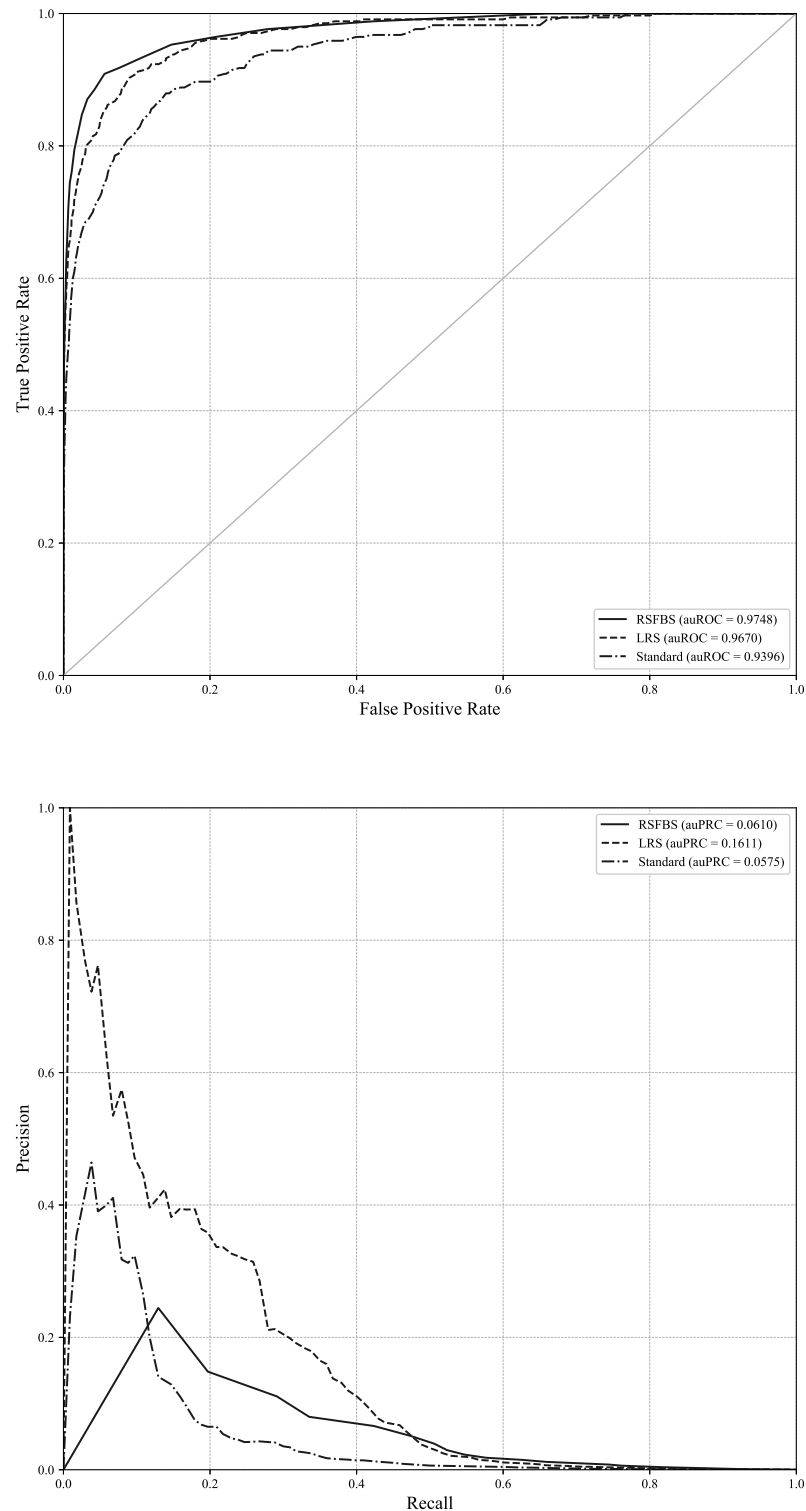 1.0
0.8
0.6
0.4
0.2
0.0
True Positive Rate
RSFBS (auROC = 0.9748)
LRS (auROC = 0.9670)
Standard (auROC = 0.9396)
0.0 0.2 0.4 0.6 0.8 1.0
False Positive Rate
1.0
0.8
0.6
0.4
0.2
0.0
Precision
RSFBS (auPRC = 0.0610)
LRS (auPRC = 0.1611)
Standard (auPRC = 0.0575)
0.0 0.2 0.4 0.6 0.8 1.0
Recall